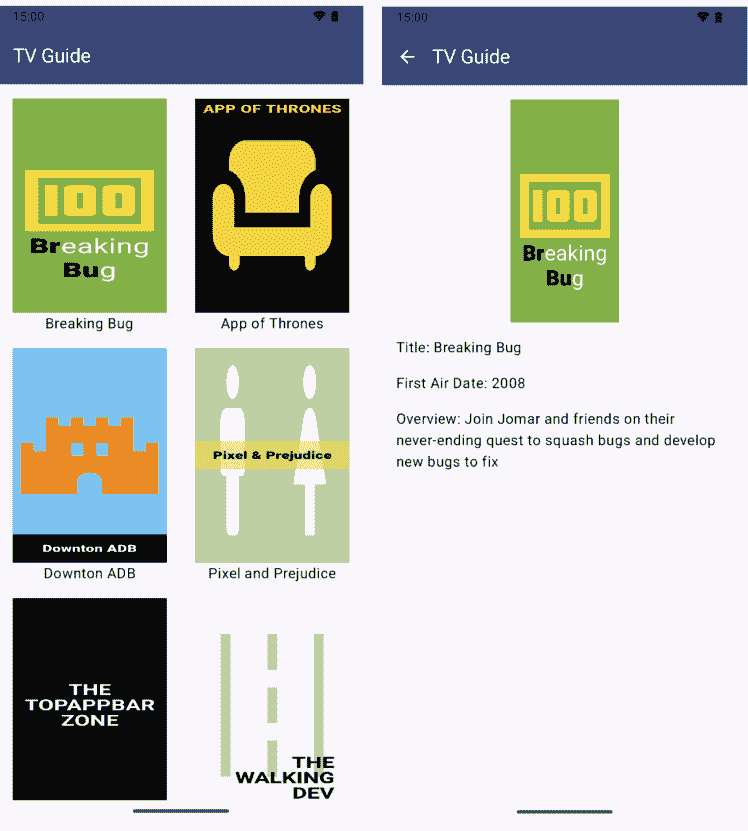 15:00
TV Guide
100
Breaking
Bug
Breaking Bug
APP OF THRONES
App of Thrones
Downton ADB
Downton ADB
Pixel & Prejudice
Pixel and Prejudice
THE
TOPAPPBAR
ZONE
THE
WALKING
DEV
15:00
TV Guide
100
Breaking
Bug
Title: Breaking Bug
First Air Date: 2008
Overview: Join Jomar and friends on their
never-ending quest to squash bugs and develop
new bugs to fix